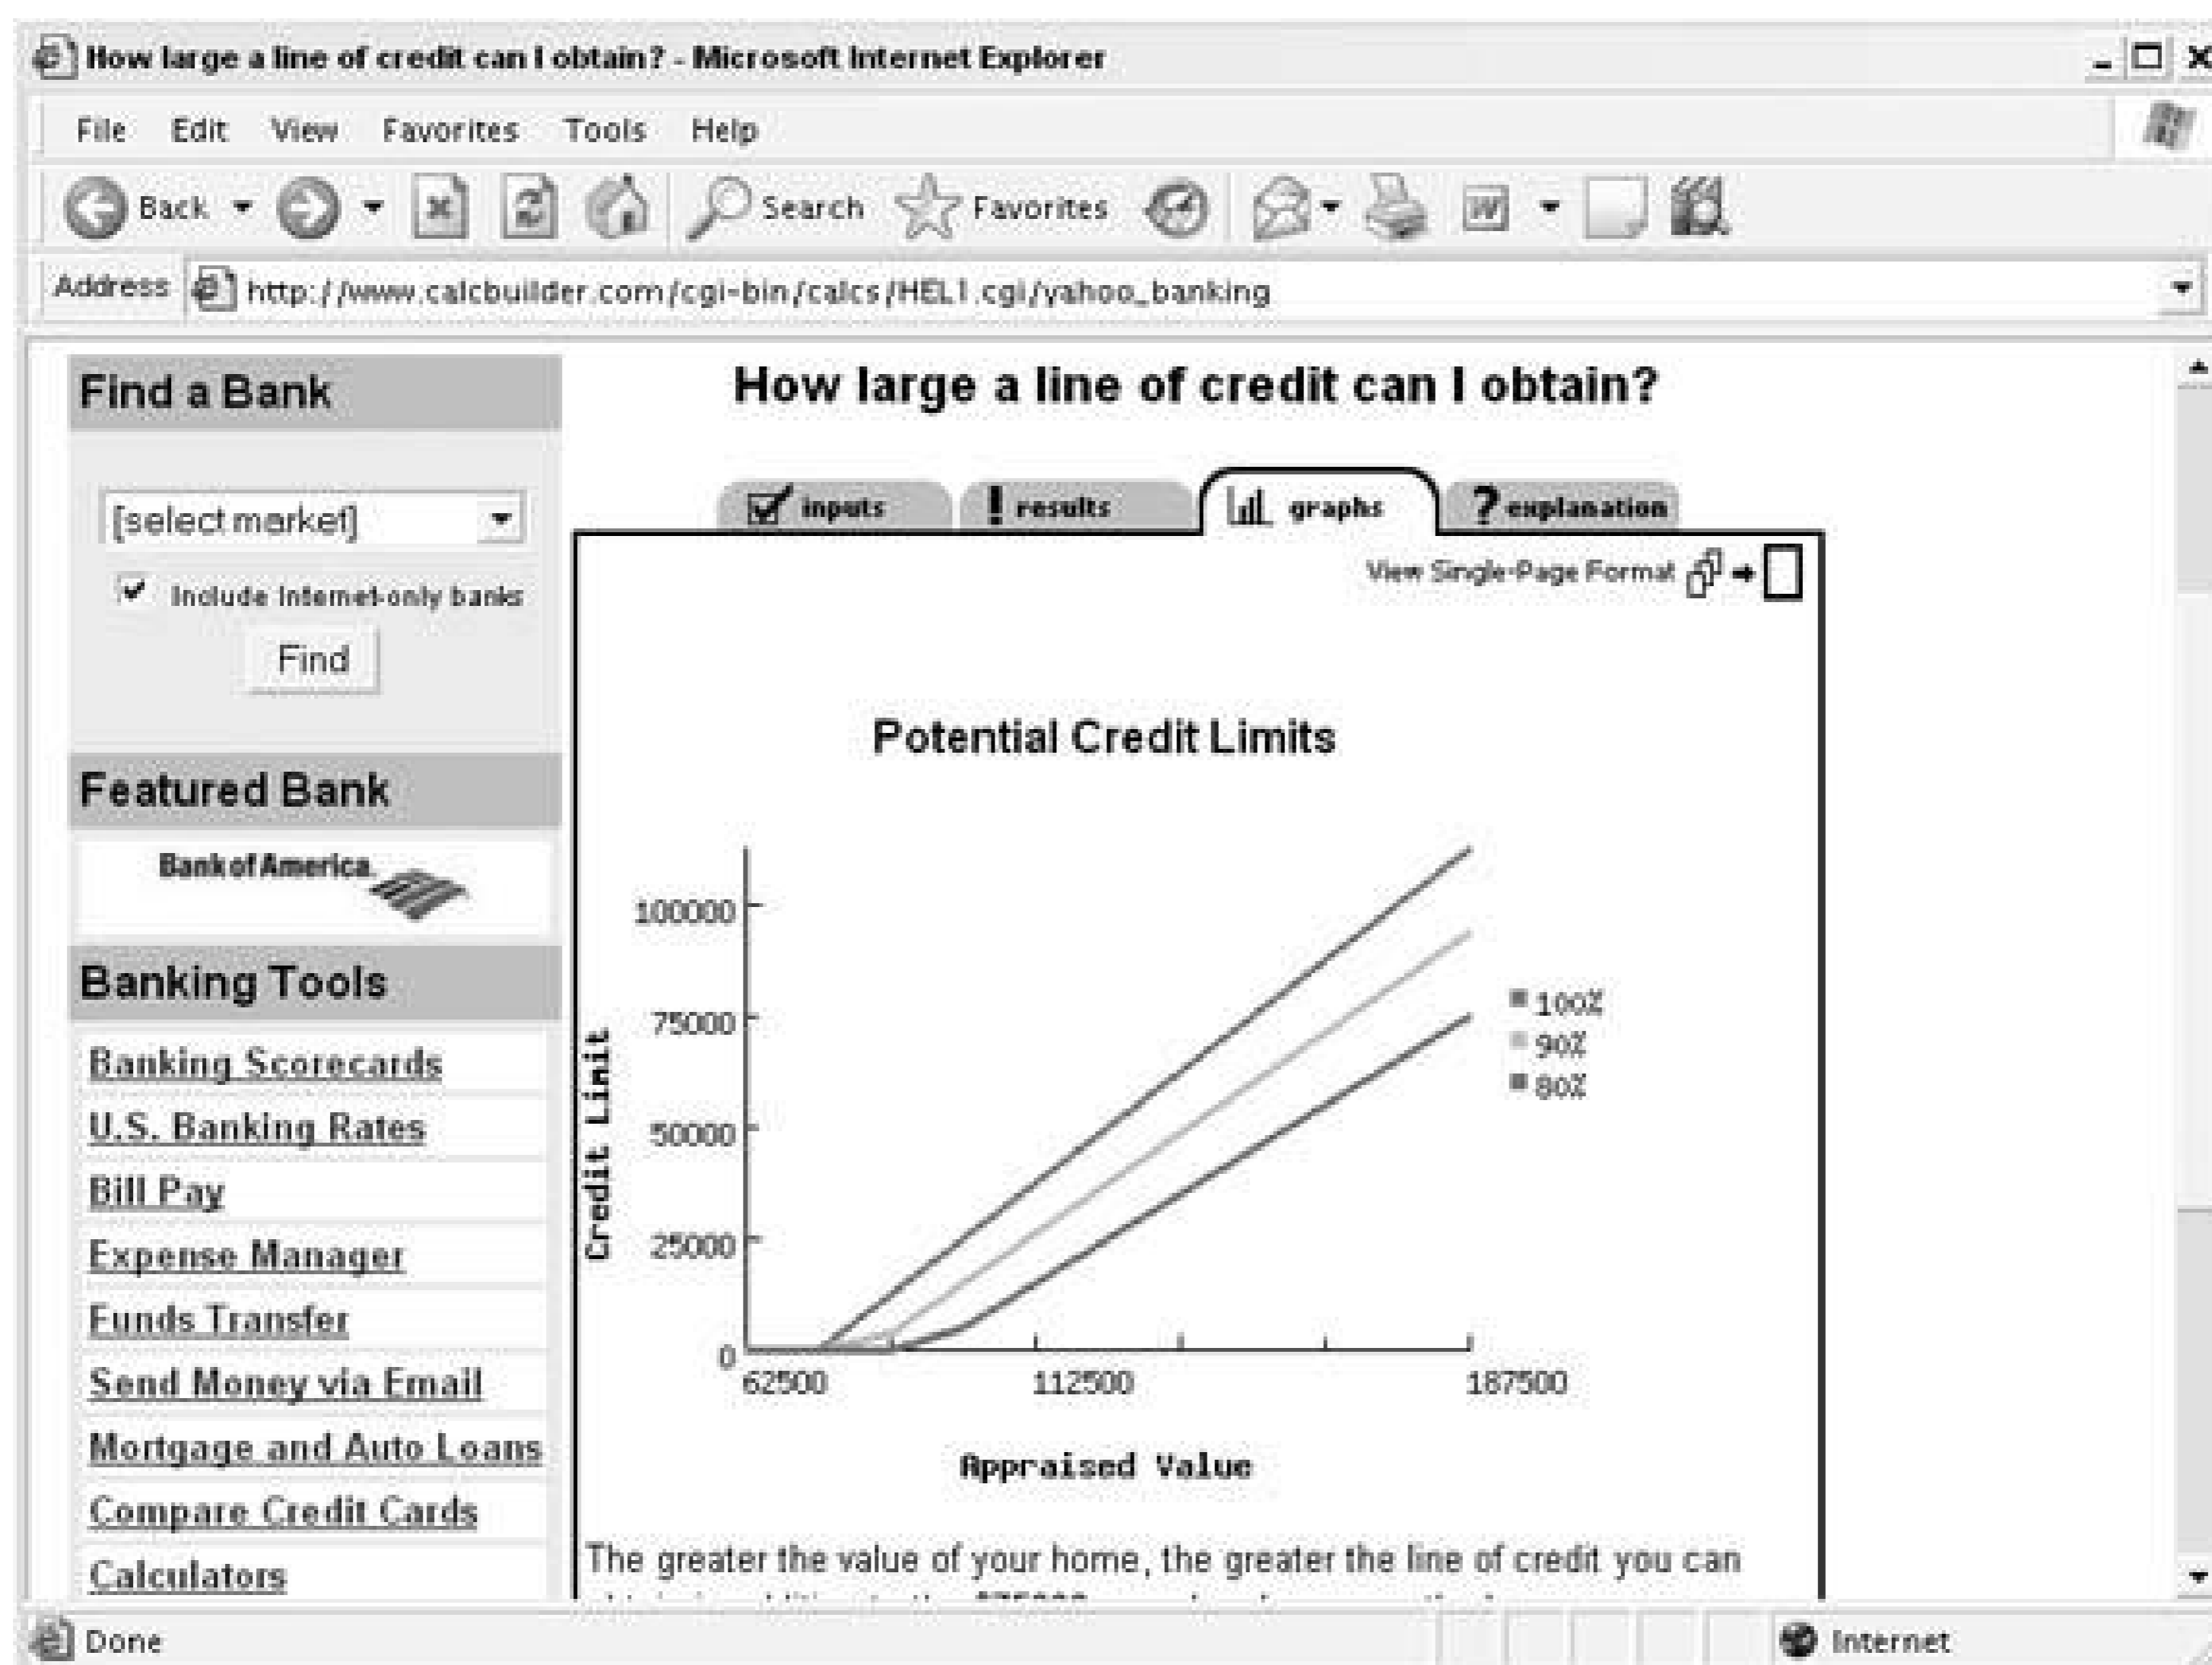 How large a line of credit can I obtain? - Microsoft Internet Explorer
File Edit View Favorites Tools Help
Back Search Favorites
Address http://www.calcbuilder.com/cgi-bin/calcs/HEL1.cgi/yahoo_banking
Find a Bank
[select market]
Include Internet-only banks
Find
Featured Bank
Bank of America.
Banking Tools
Banking Scorecards
U.S. Banking Rates
Bill Pay
Expense Manager
Funds Transfer
Send Money via Email
Mortgage and Auto Loans
Compare Credit Cards
Calculators
How large a line of credit can I obtain?
inputs ! results graphs ? explanation
View Single-Page Format
Potential Credit Limits
Credit Limit
100000
75000
50000
25000
0
62500 112500 187500
Appraised Value
100%
90%
80%
The greater the value of your home, the greater the line of credit you can
Done Internet